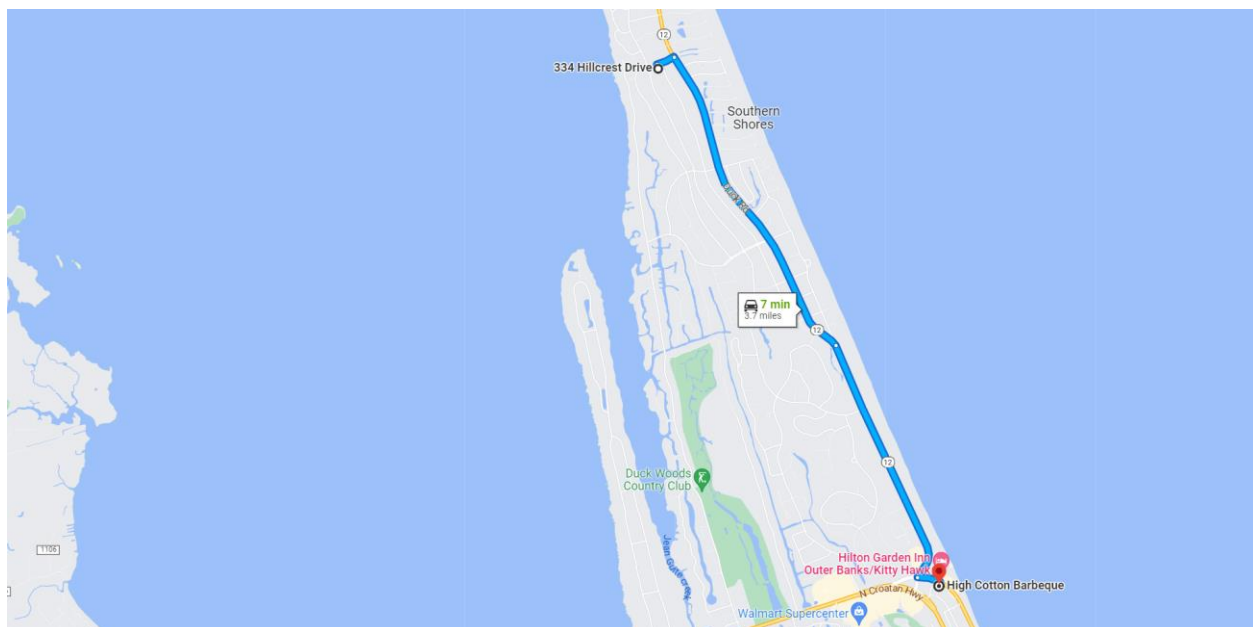 12
334 Hillcrest Drive
Southern
Shores
7 min
3.7 miles
12
12
Duck Woods
Country Club
1106
Hilton Garden Inn
Outer Banks/Kitty Hawk
High Cotton Barbeque
N Croatan Hwy
Walmart Supercenter